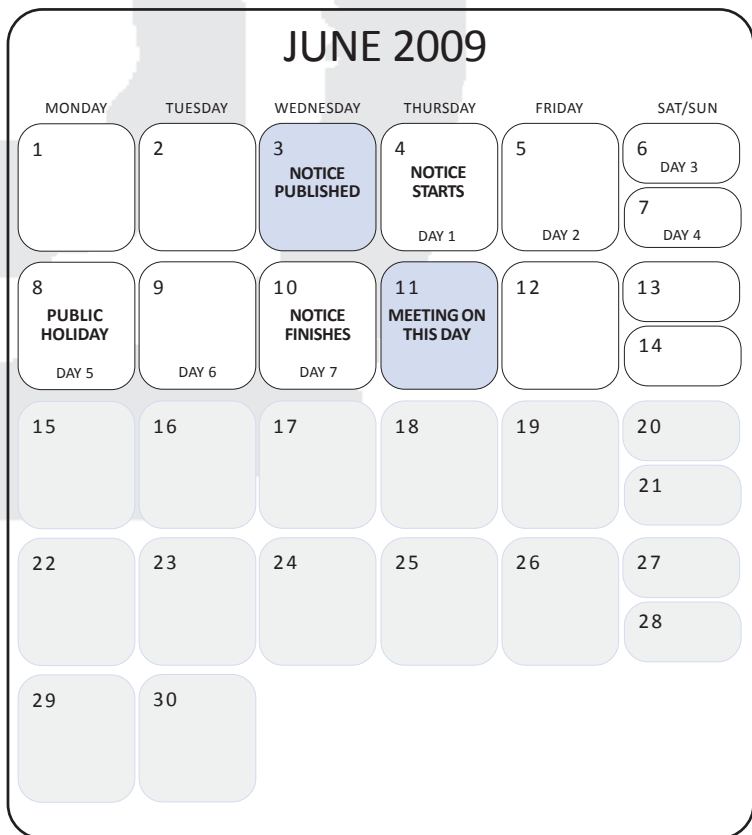 JUNE 2009
MONDAY TUESDAY WEDNESDAY THURSDAY FRIDAY SAT/SUN
1
2
3
NOTICE
PUBLISHED
4
NOTICE
STARTS
DAY 1
5
DAY 2
6
DAY 3
7
DAY 4
8
PUBLIC
HOLIDAY
DAY 5
9
DAY 6
10
NOTICE
FINISHES
DAY 7
11
MEETING ON
THIS DAY
12
13
14
15
16
17
18
19
20
21
22
23
24
25
26
27
28
29
30